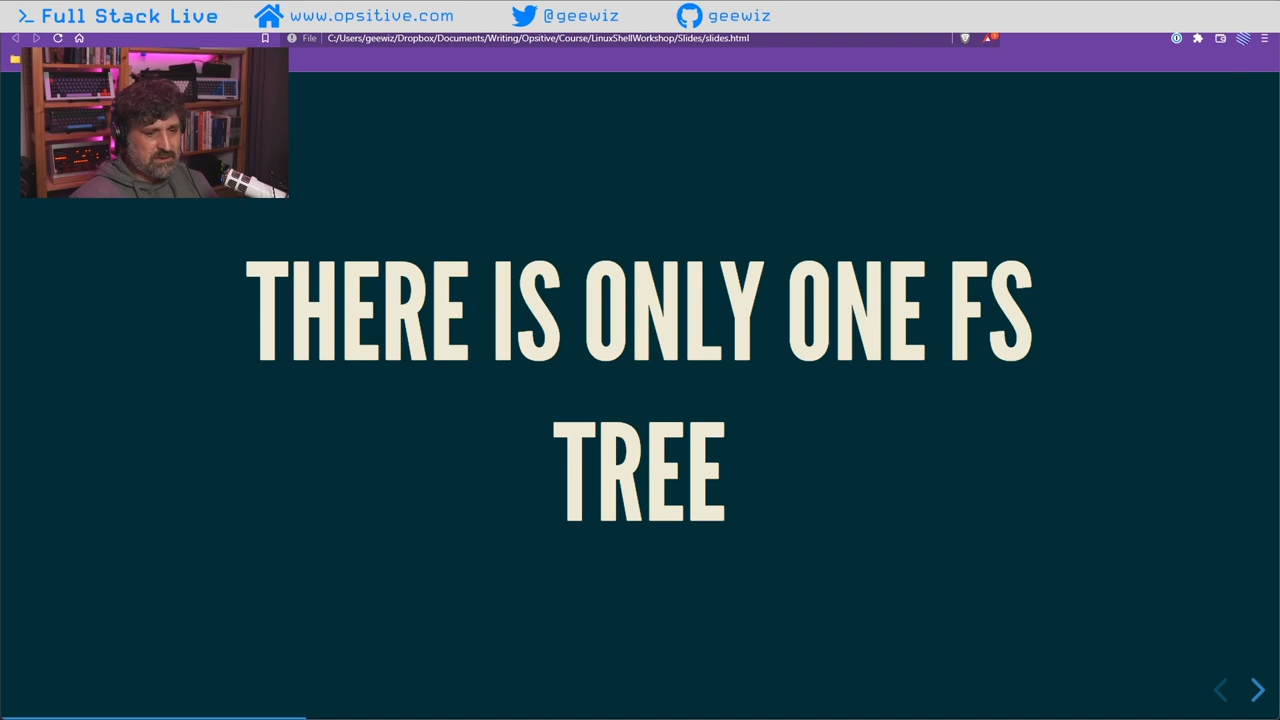 >_ Full Stack Live
www.opsitive.com
@geewiz
geewiz
File
C:/Users/geewiz/Dropbox/Documents/Writing/Opsitive/Course/LinuxShellWorkshop/Slides/slides.html
THERE IS ONLY ONE FS
TREE